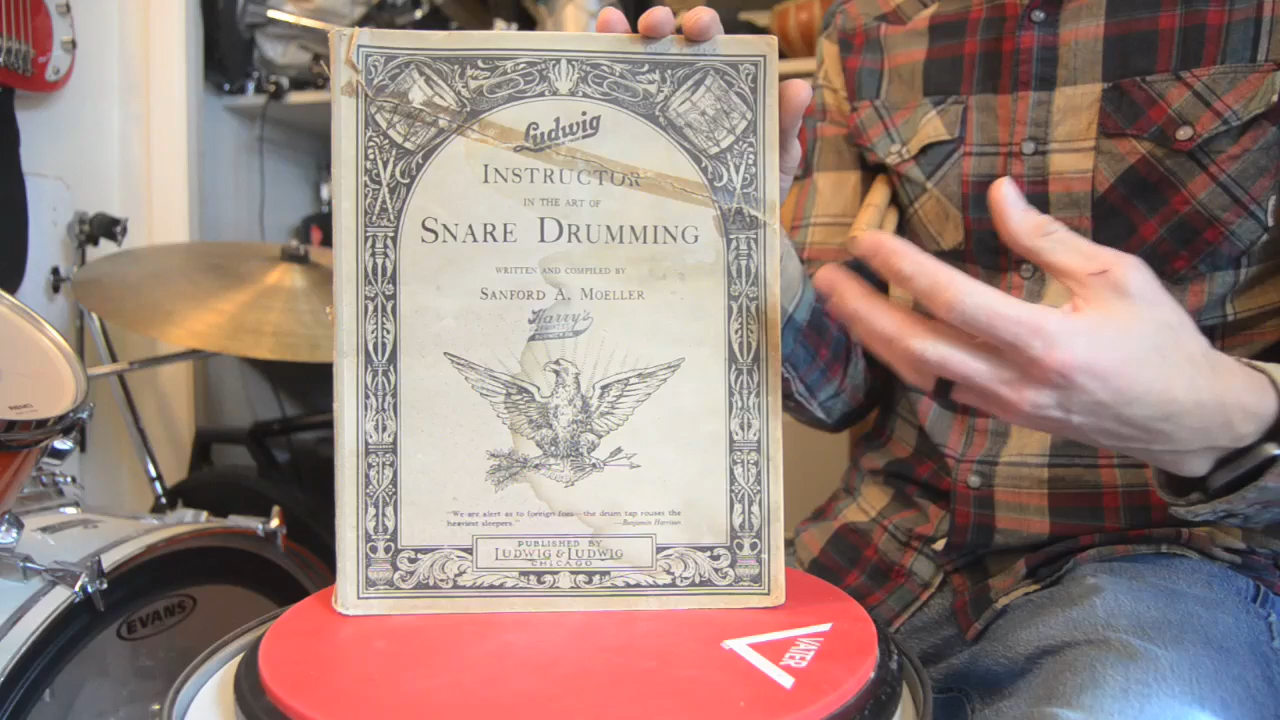 Ludwig
INSTRUCTOR
IN THE ART OF
SNARE DRUMMING
WRITTEN AND COMPILED BY
SANFORD A. MOELLER
Harry's
"We are alert as to foreign foes—the drum tap rouses the
heaviest sleepers."
—Benjamin Harrison
PUBLISHED BY
LUDWIG & LUDWIG
CHICAGO
VATER
EVANS
REMO